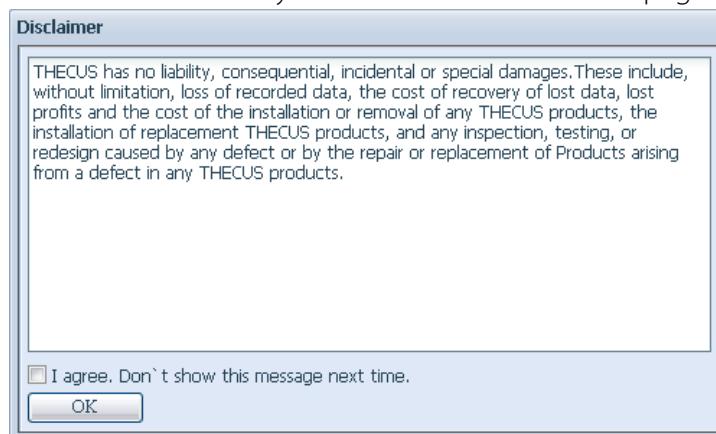 Disclaimer
THECUS has no liability, consequential, incidental or special damages.These include,
without limitation, loss of recorded data, the cost of recovery of lost data, lost
profits and the cost of the installation or removal of any THECUS products, the
installation of replacement THECUS products, and any inspection, testing, or
redesign caused by any defect or by the repair or replacement of Products arising
from a defect in any THECUS products.
I agree. Don`t show this message next time.
OK